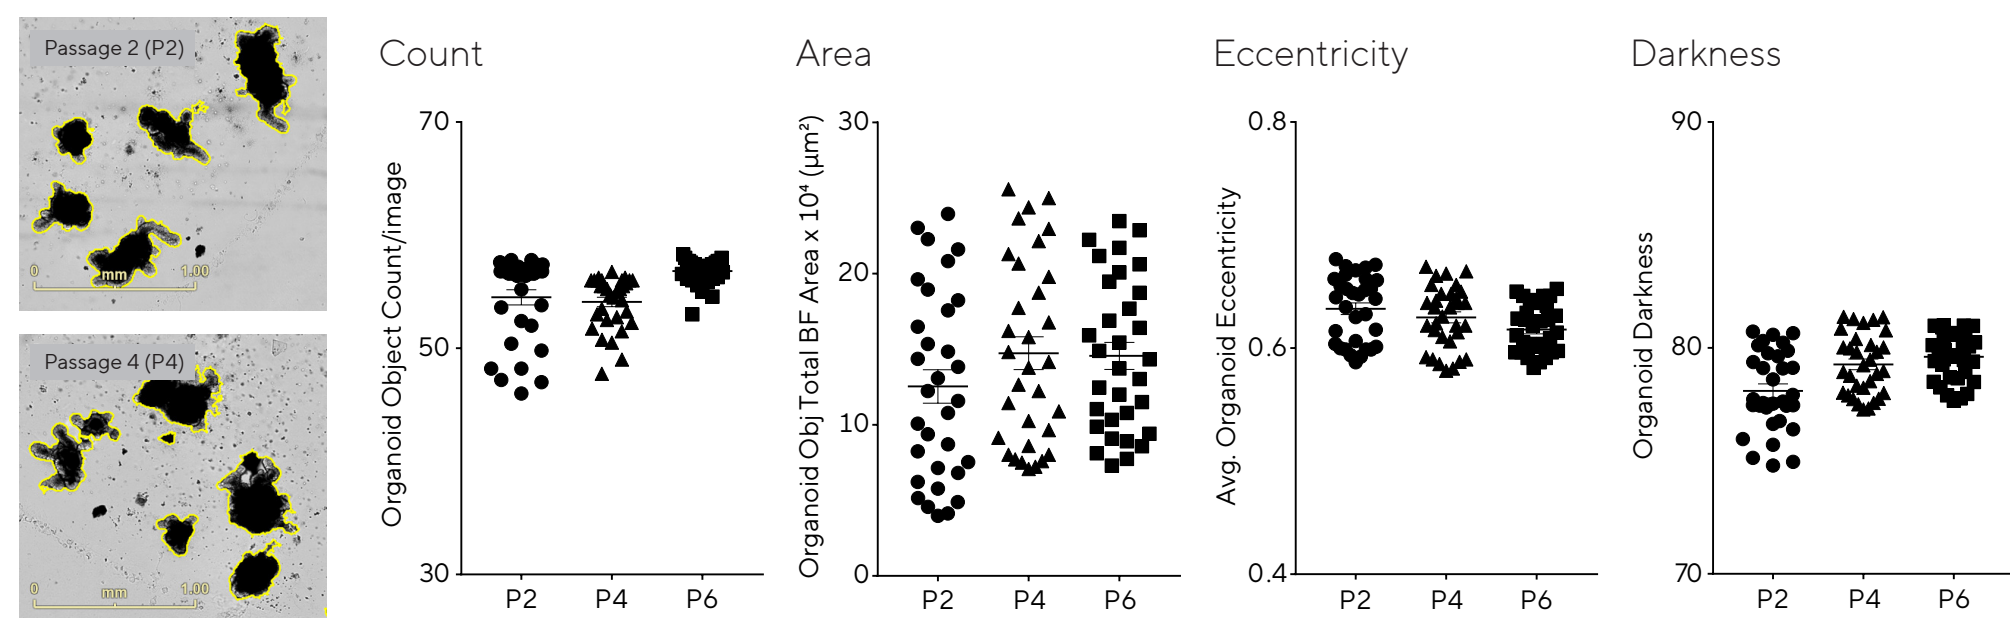 Passage 2 (P2)
0 mm 1.00
Passage 4 (P4)
0 mm 1.00
Count
Organoid Object Count/image
70
50
30
P2 P4 P6
Area
Organoid Obj Total BF Area x 10⁴ (µm²)
30
20
10
0
P2 P4 P6
Eccentricity
Avg. Organoid Eccentricity
0.8
0.6
0.4
P2 P4 P6
Darkness
Organoid Darkness
90
80
70
P2 P4 P6